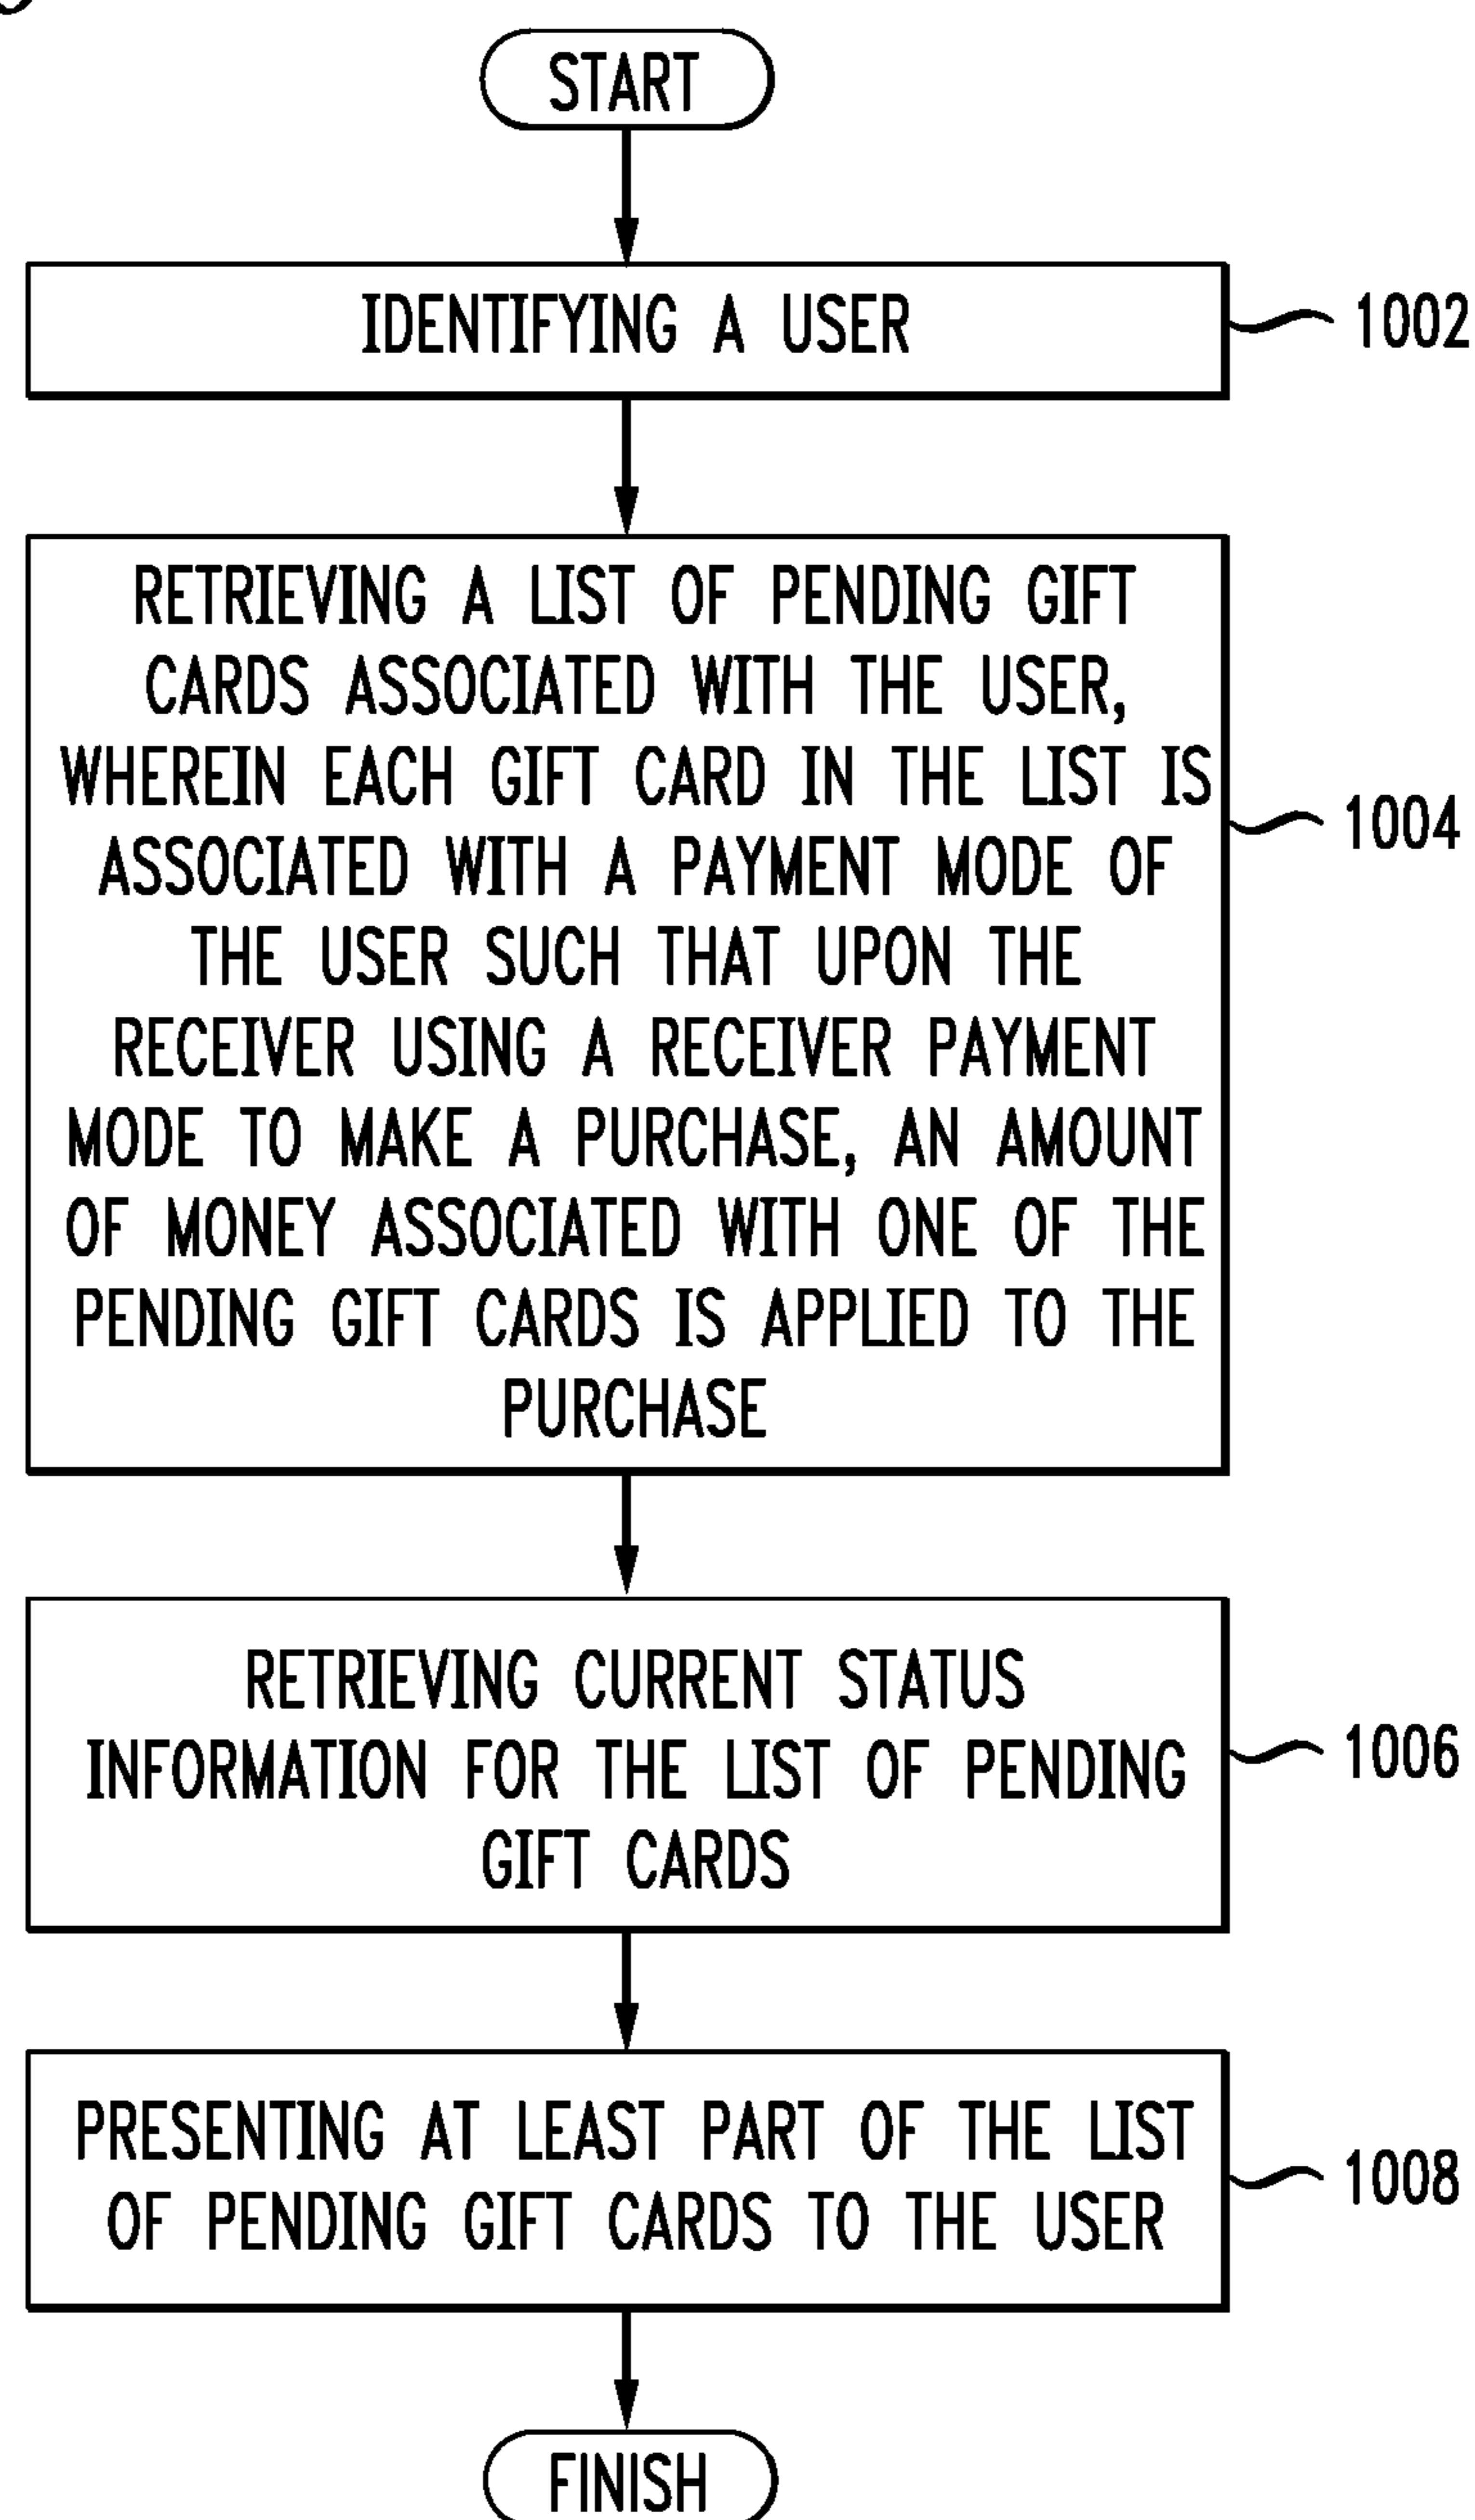 START
IDENTIFYING A USER
1002
RETRIEVING A LIST OF PENDING GIFT
CARDS ASSOCIATED WITH THE USER,
WHEREIN EACH GIFT CARD IN THE LIST IS
ASSOCIATED WITH A PAYMENT MODE OF
THE USER SUCH THAT UPON THE
RECEIVER USING A RECEIVER PAYMENT
MODE TO MAKE A PURCHASE, AN AMOUNT
OF MONEY ASSOCIATED WITH ONE OF THE
PENDING GIFT CARDS IS APPLIED TO THE
PURCHASE
1004
RETRIEVING CURRENT STATUS
INFORMATION FOR THE LIST OF PENDING
GIFT CARDS
1006
PRESENTING AT LEAST PART OF THE LIST
OF PENDING GIFT CARDS TO THE USER
1008
FINISH